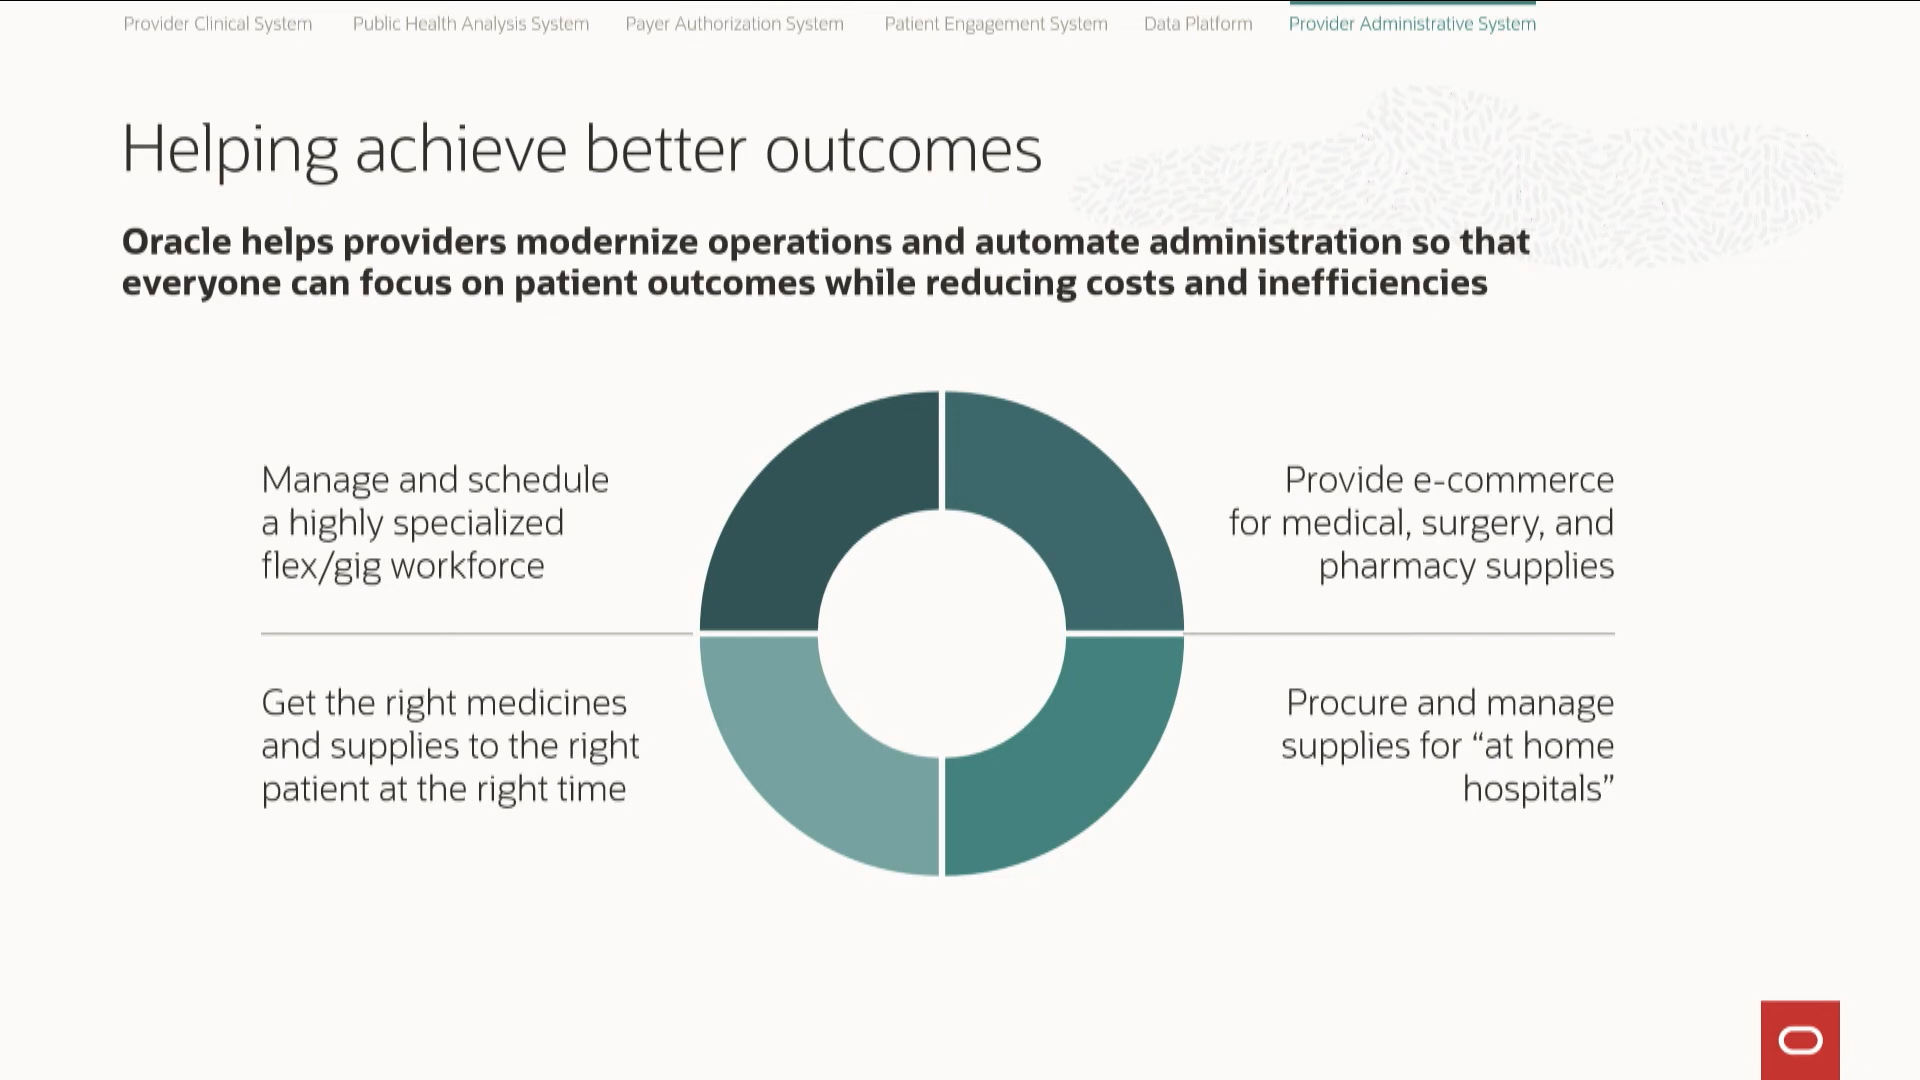 Provider Clinical System
Public Health Analysis System
Payer Authorization System
Patient Engagement System
Data Platform
Provider Administrative System
Helping achieve better outcomes
Oracle helps providers modernize operations and automate administration so that
everyone can focus on patient outcomes while reducing costs and inefficiencies
Manage and schedule
a highly specialized
flex/gig workforce
Provide e-commerce
for medical, surgery, and
pharmacy supplies
Get the right medicines
and supplies to the right
patient at the right time
Procure and manage
supplies for “at home
hospitals”